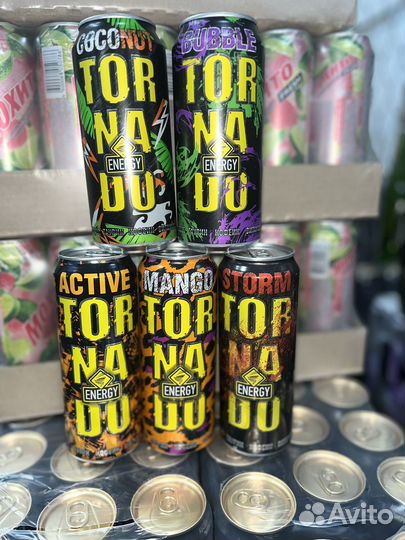 COCONUT
TOR
NA
DO
ENERGY
BUBBLE
TOR
NA
DO
ENERGY
ACTIVE
TOR
NA
DO
ENERGY
MANGO
TOR
NA
DO
ENERGY
STORM
TOR
NA
DO
ENERGY
Avito